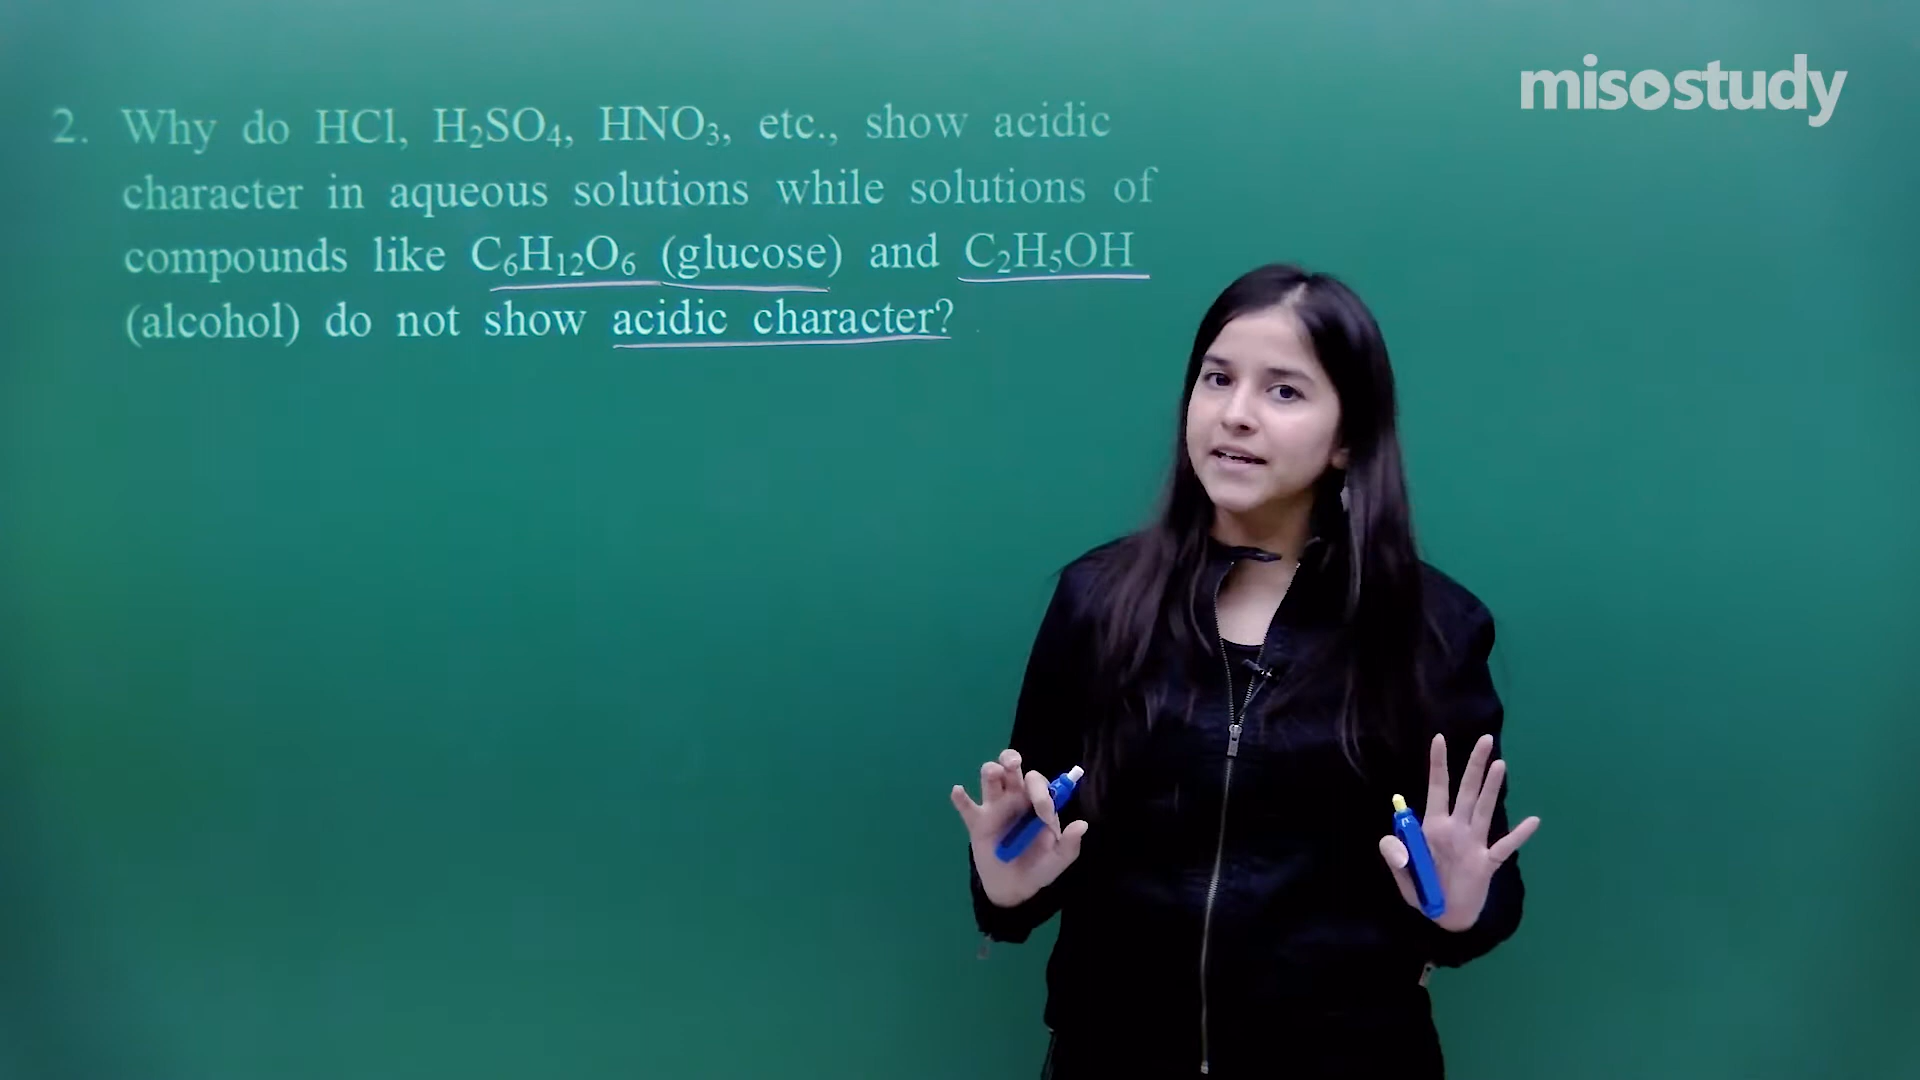 misostudy
2. Why do HCl, H₂SO₄, HNO₃, etc., show acidic
character in aqueous solutions while solutions of
compounds like C₆H₁₂O₆ (glucose) and C₂H₅OH
(alcohol) do not show acidic character?